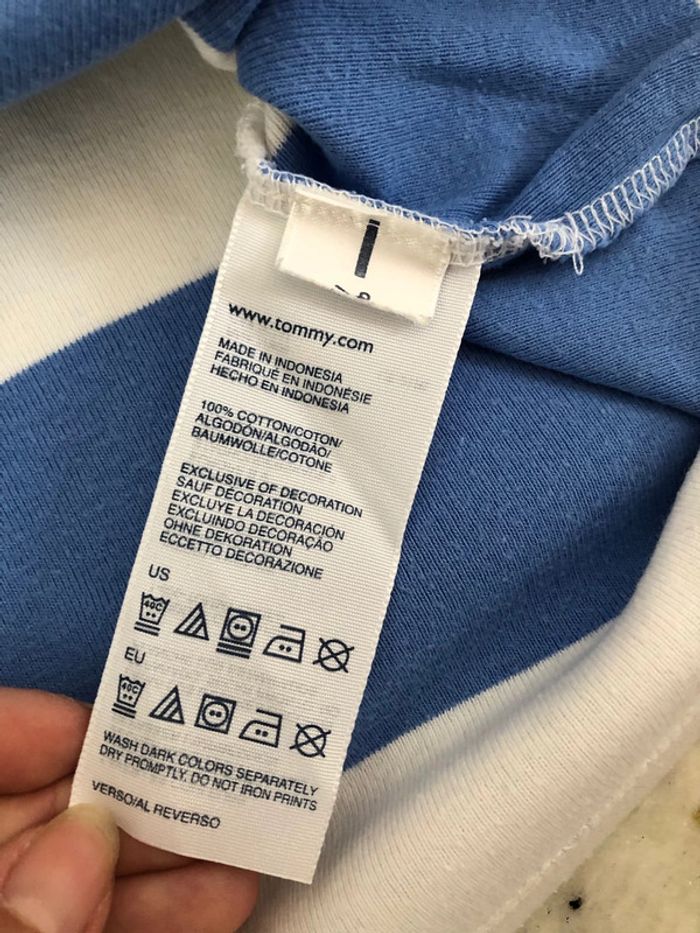 www.tommy.com
MADE IN INDONESIA
FABRIQUÉ EN INDONÉSIE
HECHO EN INDONESIA
100% COTTON/COTON/
ALGODÓN/ALGODÃO/
BAUMWOLLE/COTONE
EXCLUSIVE OF DECORATION
SAUF DÉCORATION
EXCLUYE LA DECORACIÓN
EXCLUINDO DECORAÇÃO
OHNE DEKORATION
ECCETTO DECORAZIONE
US
40C
EU
40C
WASH DARK COLORS SEPARATELY
DRY PROMPTLY. DO NOT IRON PRINTS
VERSO/AL REVERSO